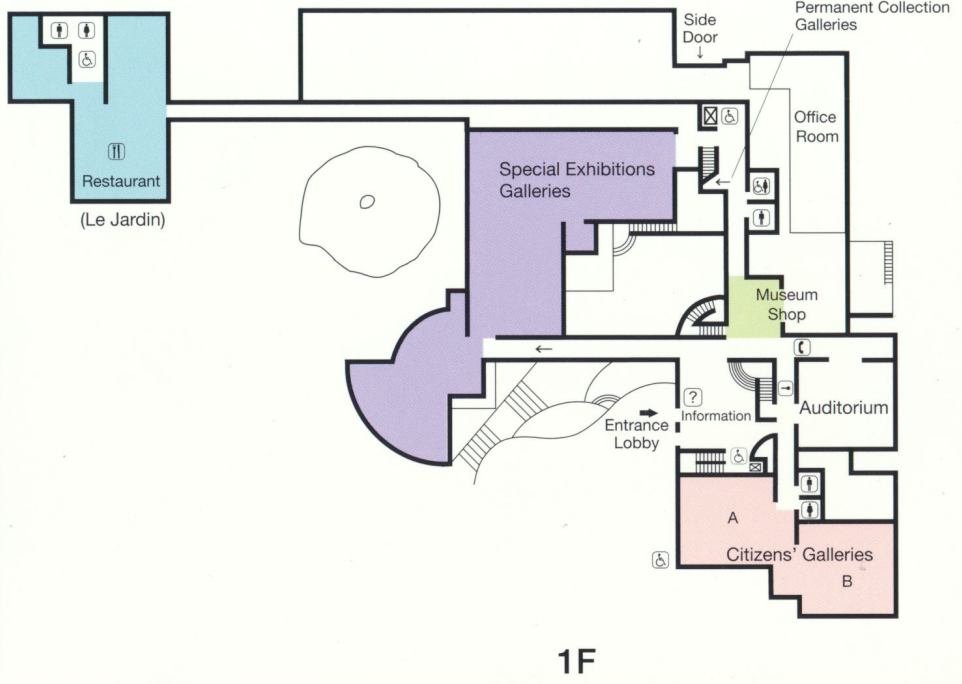 Permanent Collection
Galleries
Side
Door
Office
Room
Special Exhibitions
Galleries
Restaurant
(Le Jardin)
Museum
Shop
?
Information
Auditorium
Entrance
Lobby
A
Citizens' Galleries
B
1F